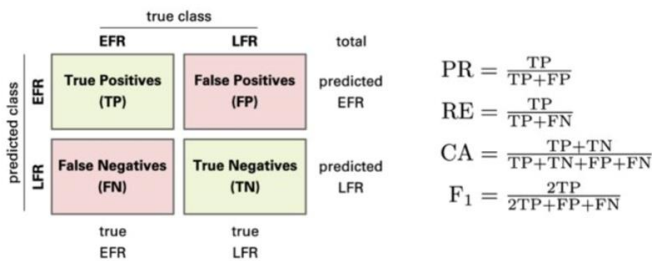 true class
EFR LFR total
predicted class
EFR
True Positives
(TP)
False Positives
(FP)
predicted
EFR
LFR
False Negatives
(FN)
True Negatives
(TN)
predicted
LFR
true
EFR
true
LFR
PR = TP / TP+FP
RE = TP / TP+FN
CA = TP+TN / TP+TN+FP+FN
F₁ = 2TP / 2TP+FP+FN